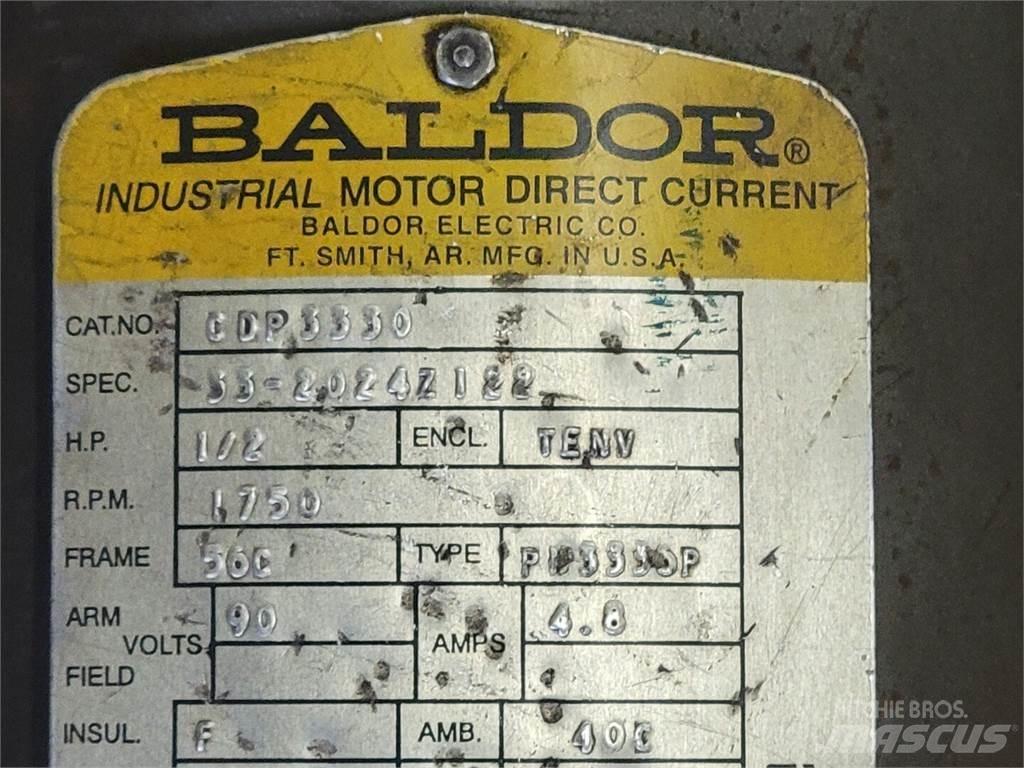 BALDOR®
INDUSTRIAL MOTOR DIRECT CURRENT
BALDOR ELECTRIC CO.
FT. SMITH, AR. MFG. IN U.S.A.
CAT.NO. CDP3330
SPEC. 33-2024Z122
H.P. 1/2 ENCL. TENV
R.P.M. 1750
FRAME 56C TYPE
ARM 90 4.8
VOLTS AMPS
FIELD
INSUL. F AMB. 40C
RITCHIE BROS.
MASCUS